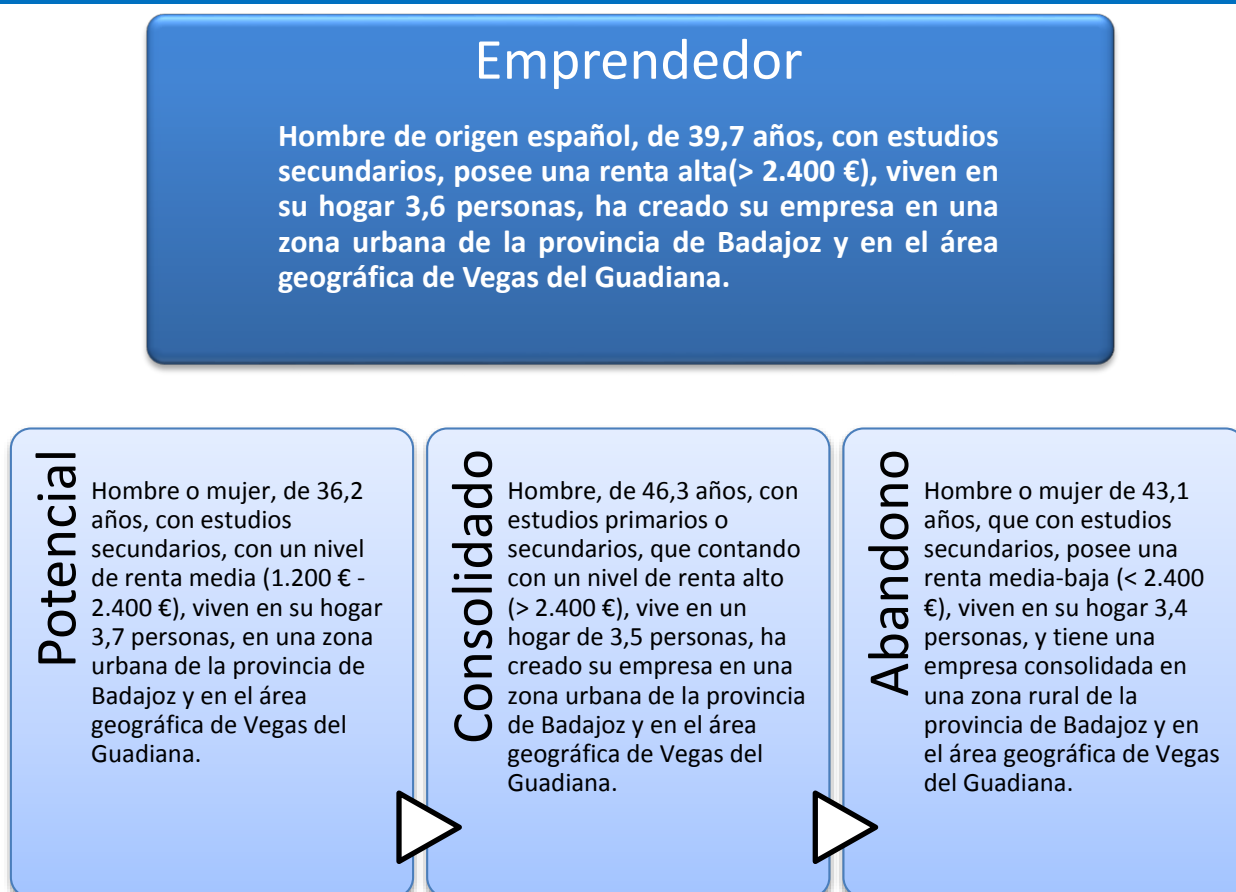 Emprendedor
Hombre de origen español, de 39,7 años, con estudios
secundarios, posee una renta alta(> 2.400 €), viven en
su hogar 3,6 personas, ha creado su empresa en una
zona urbana de la provincia de Badajoz y en el área
geográfica de Vegas del Guadiana.
Potencial
Hombre o mujer, de 36,2
años, con estudios
secundarios, con un nivel
de renta media (1.200 € -
2.400 €), viven en su hogar
3,7 personas, en una zona
urbana de la provincia de
Badajoz y en el área
geográfica de Vegas del
Guadiana.
Consolidado
Hombre, de 46,3 años, con
estudios primarios o
secundarios, que contando
con un nivel de renta alto
(> 2.400 €), vive en un
hogar de 3,5 personas, ha
creado su empresa en una
zona urbana de la provincia
de Badajoz y en el área
geográfica de Vegas del
Guadiana.
Abandono
Hombre o mujer de 43,1
años, que con estudios
secundarios, posee una
renta media-baja (< 2.400
€), viven en su hogar 3,4
personas, y tiene una
empresa consolidada en
una zona rural de la
provincia de Badajoz y en
el área geográfica de Vegas
del Guadiana.